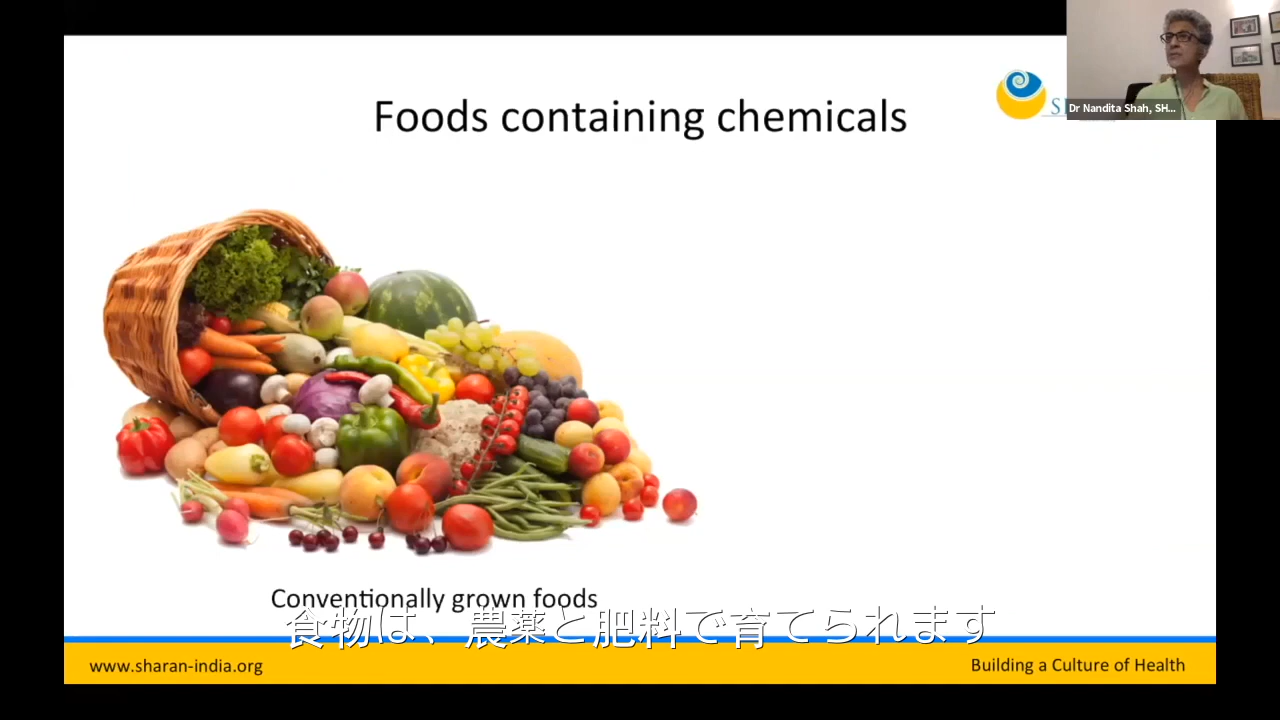 Foods containing chemicals
Dr Nandita Shah, SH...
Conventionally grown foods
食物は、農薬と肥料で育てられます
www.sharan-india.org
Building a Culture of Health